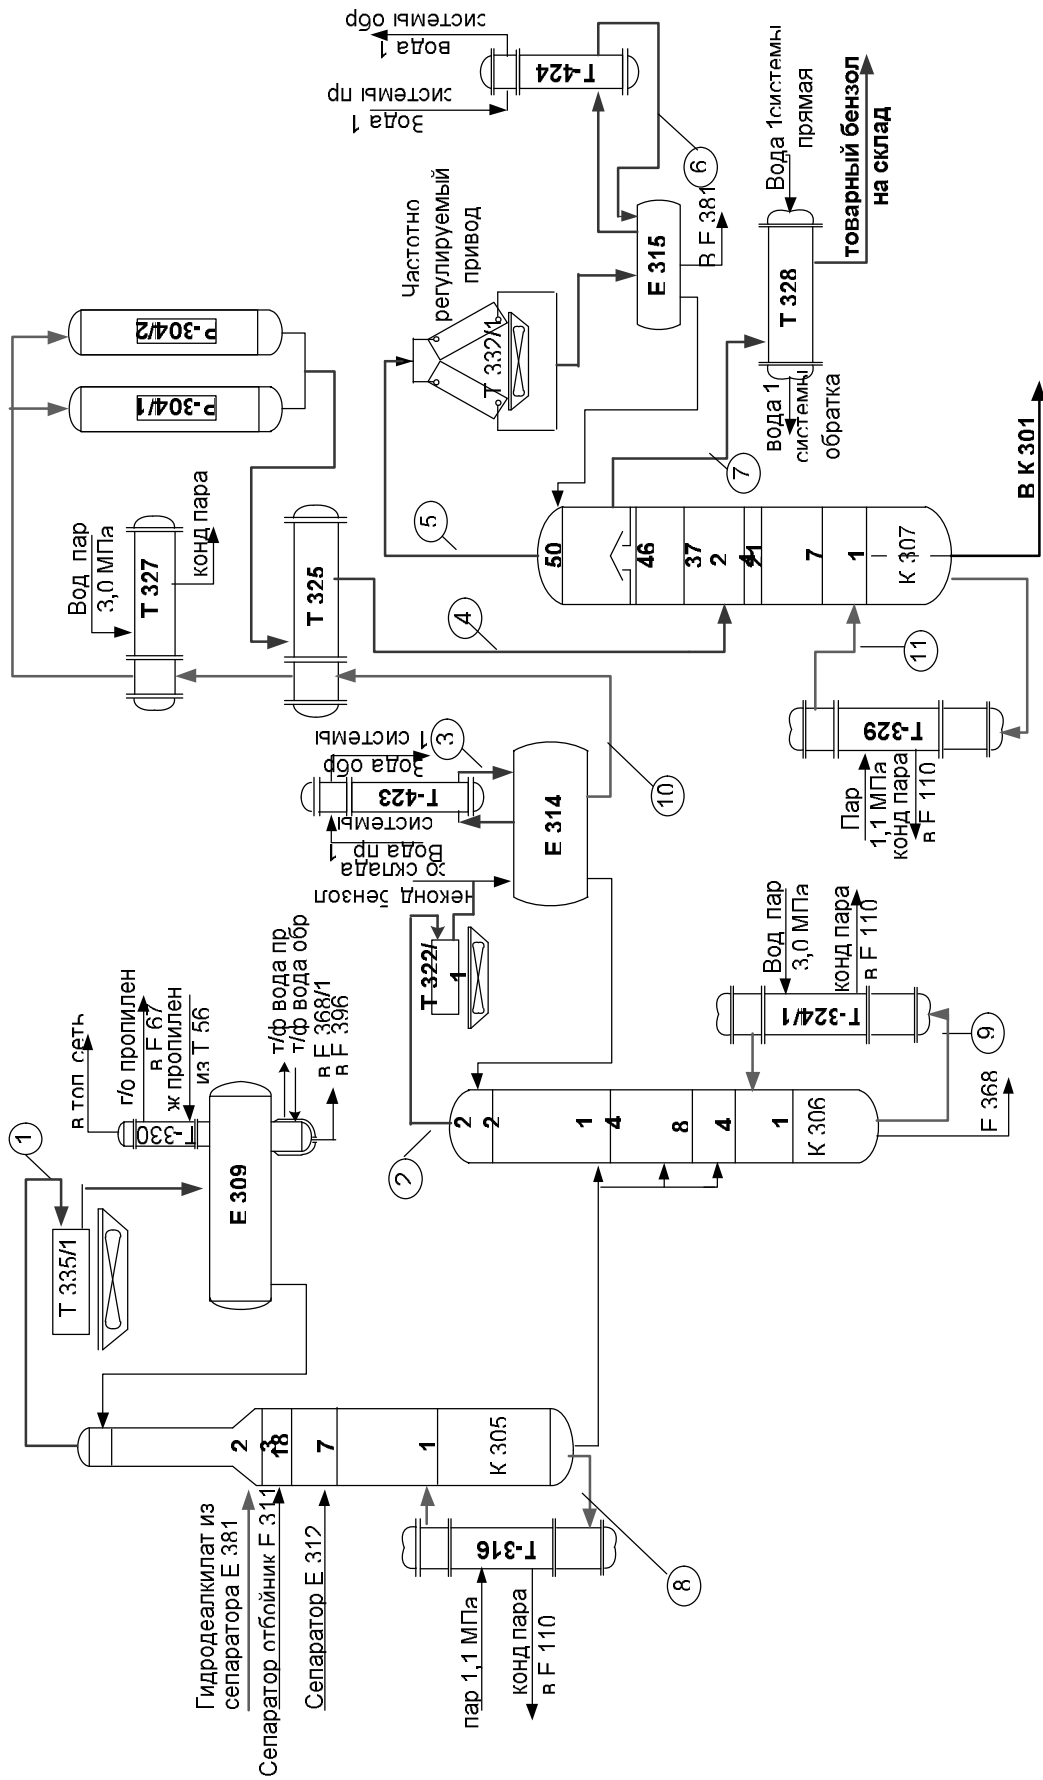 Гидродеалкилат из
сепаратора Е 381
Сепаратор отбойник F 311
Сепаратор Е 312
пар 1,1 МПа
конд пара
в F 110
Т-316
8
2
3
18
7
1
К 305
1
Т 335/1
Е 309
Т-330
в топ. сеть
г/о пропилен
в F 67
ж пропилен
из Т 56
т/ф вода пр
т/ф вода обр
в F 368/1
в F 396
2
2
2
1
4
8
4
1
К 306
F 368
9
Т-324/1
Вод пар
3,0 МПа
конд пара
в F 110
Т 322/
1
неконд бензол
со склада
Вода пр 1
системы
Т-423
Вода обр
1 системы
3
Е 314
10
Т 327
Вод пар
3,0 МПа
конд пара
Т 325
Р-304/1
Р-304/2
4
5
50
46
37
2
4
21
7
1
К 307
В К 301
11
Т-329
Пар
1,1 МПа
конд пара
в F 110
Частотно
регулируемый
привод
Т 332/1
Е 315
в F 381
6
Т-424
вода 1
системы обр
Вода 1
системы пр
7
Т 328
Вода 1системы
прямая
вода 1
системы
обратка
товарный бензол
на склад